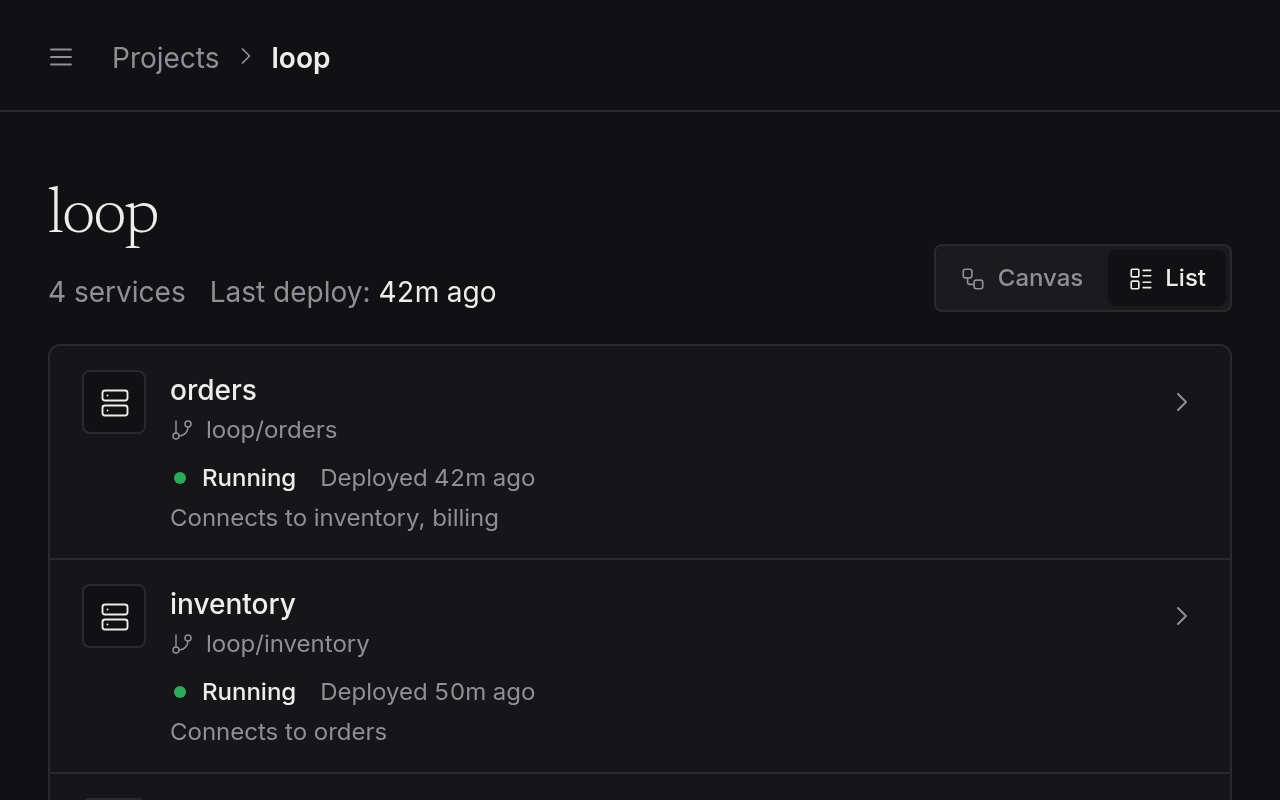 Projects > loop
loop
4 services Last deploy: 42m ago
Canvas List
orders
loop/orders
Running Deployed 42m ago
Connects to inventory, billing
inventory
loop/inventory
Running Deployed 50m ago
Connects to orders